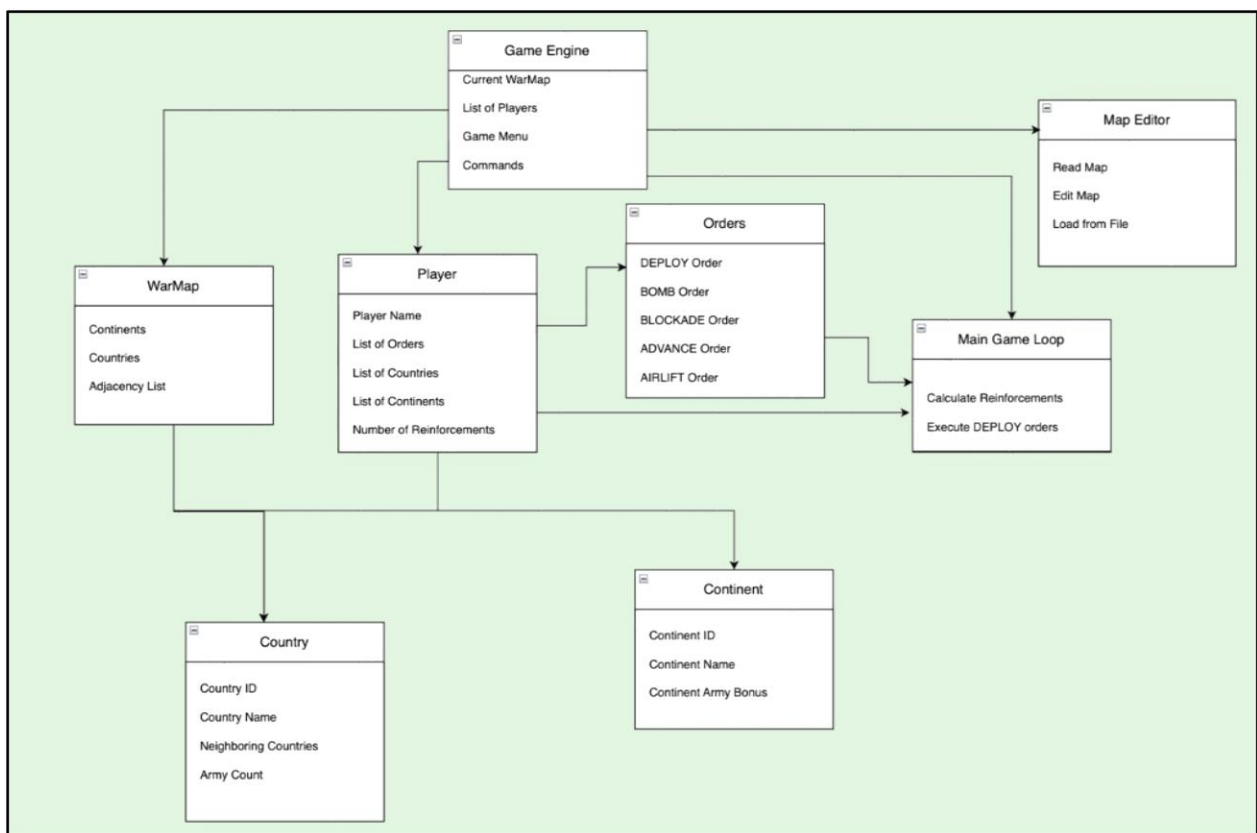 Game Engine
Current WarMap
List of Players
Game Menu
Commands
Map Editor
Read Map
Edit Map
Load from File
Orders
DEPLOY Order
BOMB Order
BLOCKADE Order
ADVANCE Order
AIRLIFT Order
WarMap
Continents
Countries
Adjacency List
Player
Player Name
List of Orders
List of Countries
List of Continents
Number of Reinforcements
Main Game Loop
Calculate Reinforcements
Execute DEPLOY orders
Continent
Continent ID
Continent Name
Continent Army Bonus
Country
Country ID
Country Name
Neighboring Countries
Army Count